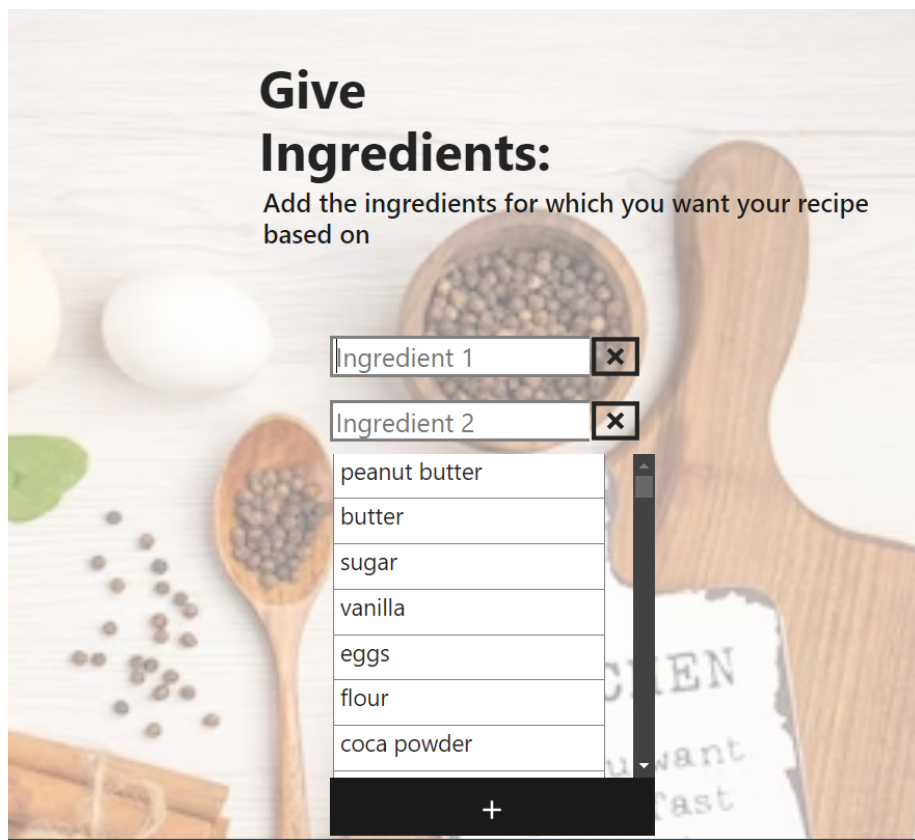 Give
Ingredients:
Add the ingredients for which you want your recipe
based on
Ingredient 1
Ingredient 2
peanut butter
butter
sugar
vanilla
eggs
flour
coca powder
+
want